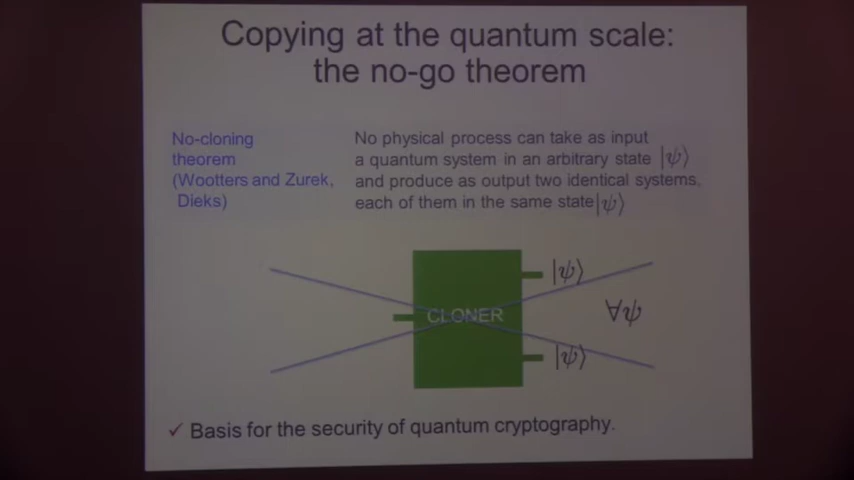 Copying at the quantum scale:
the no-go theorem
No-cloning
theorem
(Wootters and Zurek,
Dieks)
No physical process can take as input
a quantum system in an arbitrary state |ψ⟩
and produce as output two identical systems,
each of them in the same state|ψ⟩
|ψ⟩
CLONER
∀ψ
|ψ⟩
✓ Basis for the security of quantum cryptography.